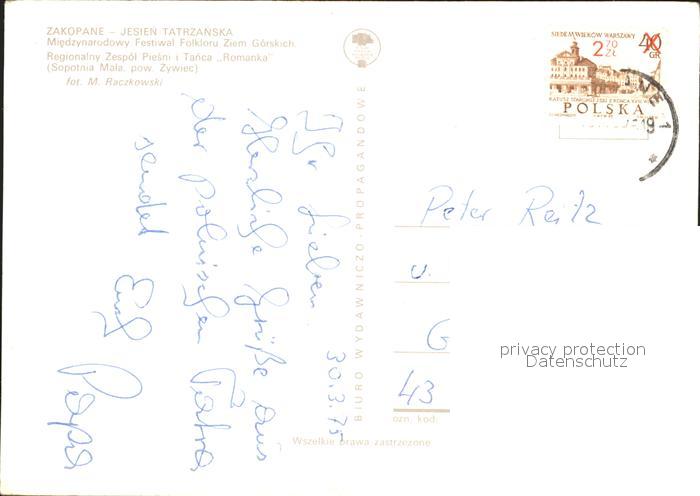 ZAKOPANE – JESIEŃ TATRZAŃSKA
Międzynarodowy Festiwal Folkloru Ziem Górskich.
Regionalny Zespół Pieśni i Tańca „Romanka"
(Sopotnia Mała, pow. Żywiec)
fot. M. Raczkowski
30.3.75
Ihr Lieben
Herzliche Grüße aus
der polnischen Tatra
sendet Euch
Papa
BIURO WYDAWNICZO-PROPAGANDOWE
SIEDEM WIEKÓW WARSZAWY
2.70 ZŁ
40 GR
POLSKA
Peter Reitz
u.
G
43
ozn. kod.
Wszelkie prawa zastrzeżone
privacy protection
Datenschutz